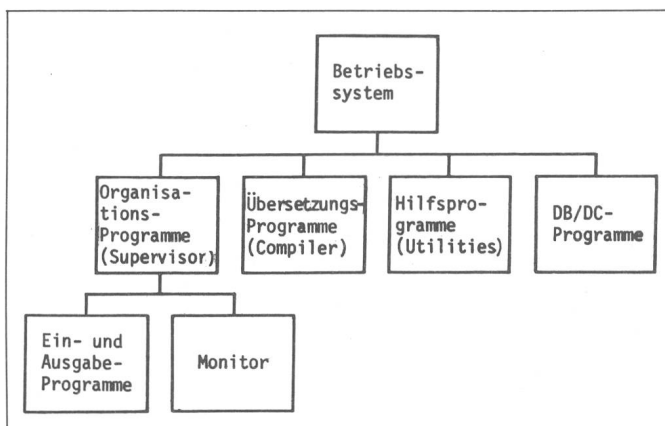 Betriebs-
system
Organisa-
tions-
Programme
(Supervisor)
Übersetzungs-
Programme
(Compiler)
Hilfspro-
gramme
(Utilities)
DB/DC-
Programme
Ein- und
Ausgabe-
Programme
Monitor